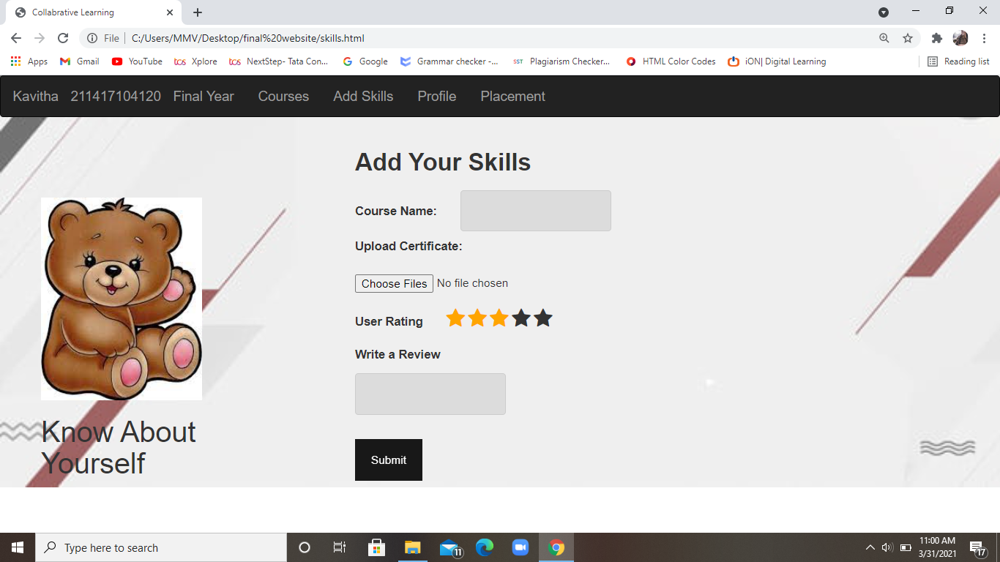 Collabrative Learning
File C:/Users/MMV/Desktop/final%20website/skills.html
Apps Gmail YouTube tcs Xplore tcs NextStep- Tata Con... Google Grammar checker -... SST Plagiarism Checker... HTML Color Codes iON| Digital Learning Reading list
Kavitha 211417104120 Final Year Courses Add Skills Profile Placement
Add Your Skills
Course Name:
Upload Certificate:
Choose Files No file chosen
User Rating
Write a Review
Submit
Know About
Yourself
Type here to search
11
11:00 AM
3/31/2021
17